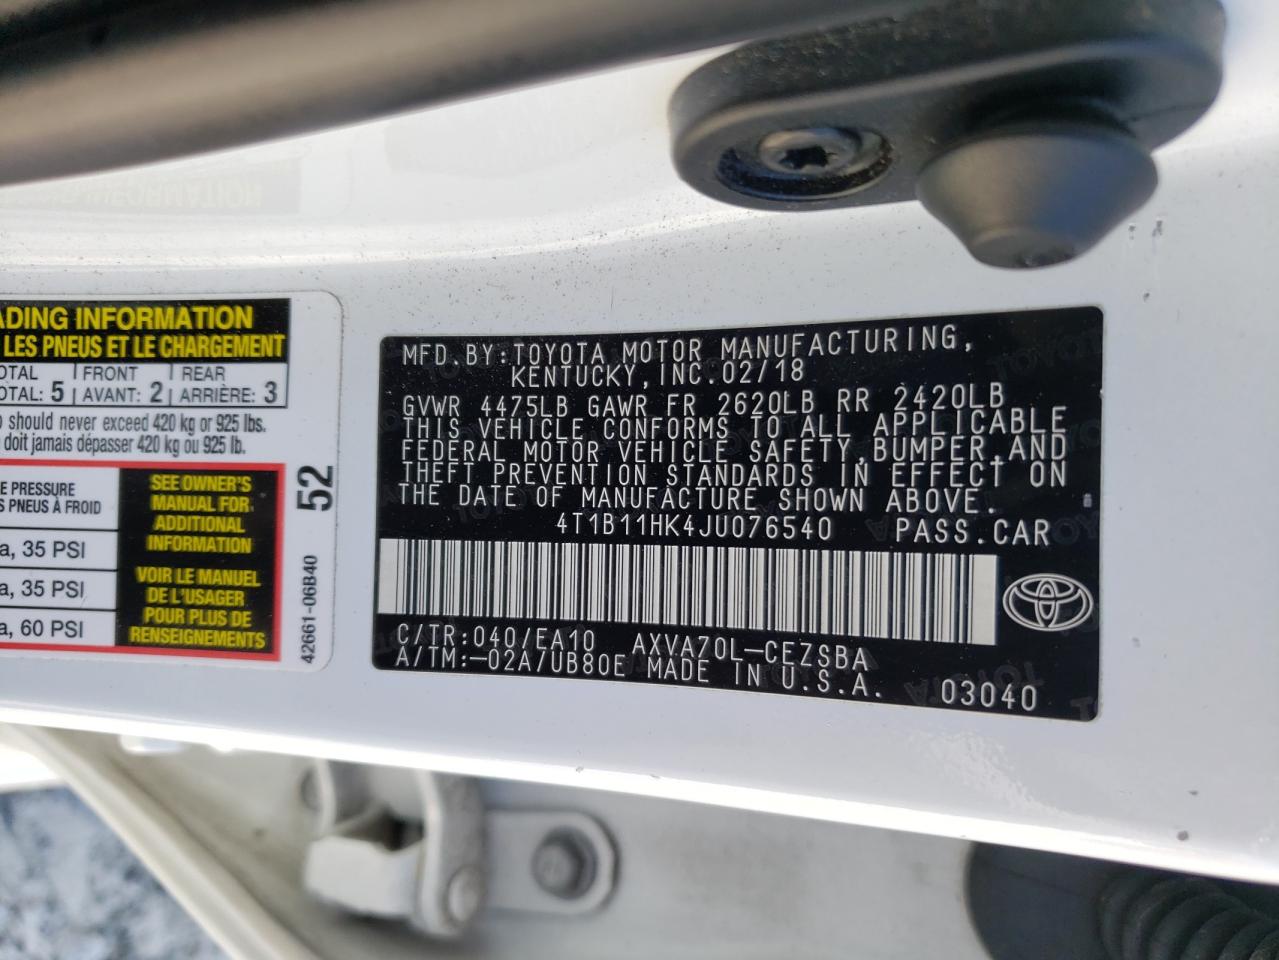 ADING INFORMATION
LES PNEUS ET LE CHARGEMENT
OTAL FRONT REAR
OTAL: 5 AVANT: 2 ARRIÈRE: 3
should never exceed 420 kg or 925 lbs.
doit jamais dépasser 420 kg ou 925 lb.
E PRESSURE
S PNEUS À FROID
a, 35 PSI
a, 35 PSI
a, 60 PSI
SEE OWNER'S
MANUAL FOR
ADDITIONAL
INFORMATION
VOIR LE MANUEL
DE L'USAGER
POUR PLUS DE
RENSEIGNEMENTS
52
42661-06B40
MFD.BY:TOYOTA MOTOR MANUFACTURING,
KENTUCKY,INC.02/18
GVWR 4475LB GAWR FR 2620LB RR 2420LB
THIS VEHICLE CONFORMS TO ALL APPLICABLE
FEDERAL MOTOR VEHICLE SAFETY,BUMPER,AND
THEFT PREVENTION STANDARDS IN EFFECT ON
THE DATE OF MANUFACTURE SHOWN ABOVE.
4T1B11HK4JU076540 PASS.CAR
C/TR:040/EA10 AXVA70L-CEZSBA
A/TM:-02A/UB80E MADE IN U.S.A. 03040